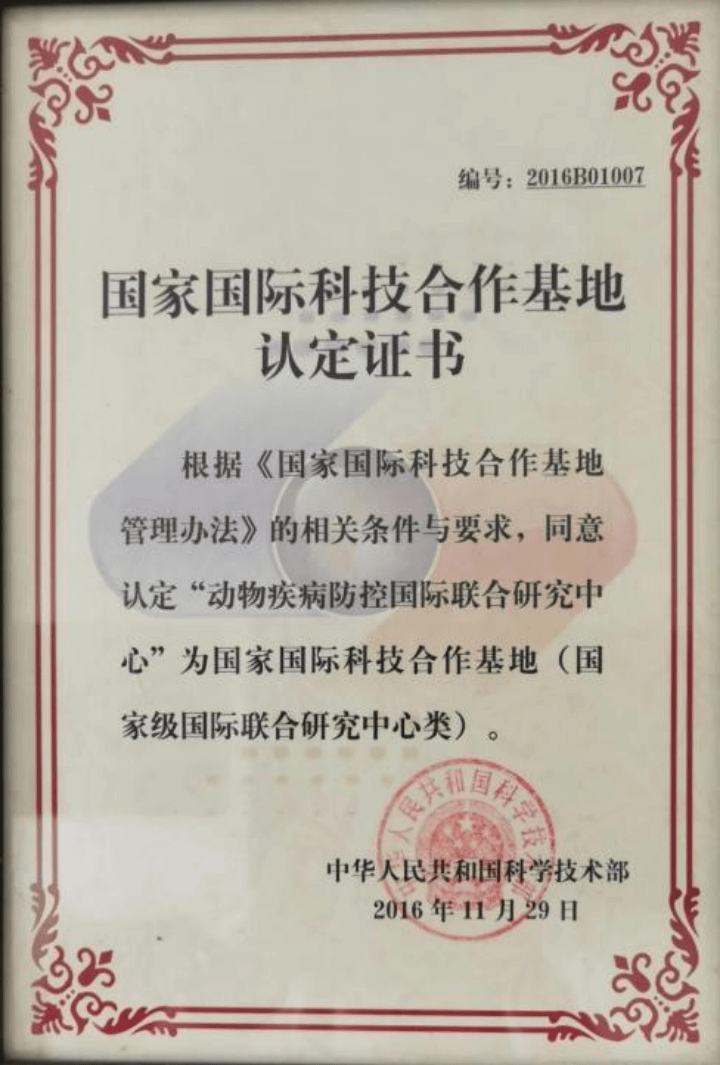 编号：2016B01007
国家国际科技合作基地
认定证书
根据《国家国际科技合作基地
管理办法》的相关条件与要求，同意
认定“动物疾病防控国际联合研究中
心”为国家国际科技合作基地（国
家级国际联合研究中心类）。
中华人民共和国科学技术部
中华人民共和国科学技术部
2016 年 11 月 29 日